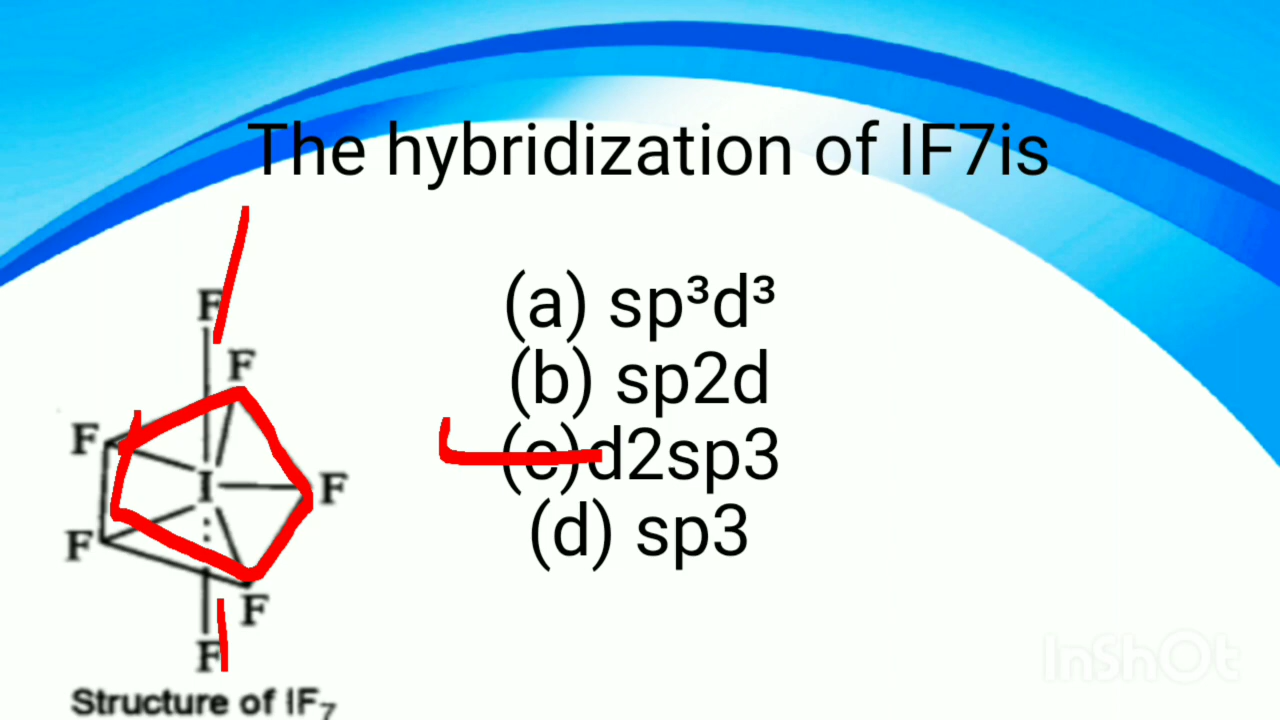 The hybridization of IF7is
(a) sp³d³
(b) sp2d
(c)d2sp3
(d) sp3
F
F
F
I
F
F
F
F
Structure of IF₇
InShOt